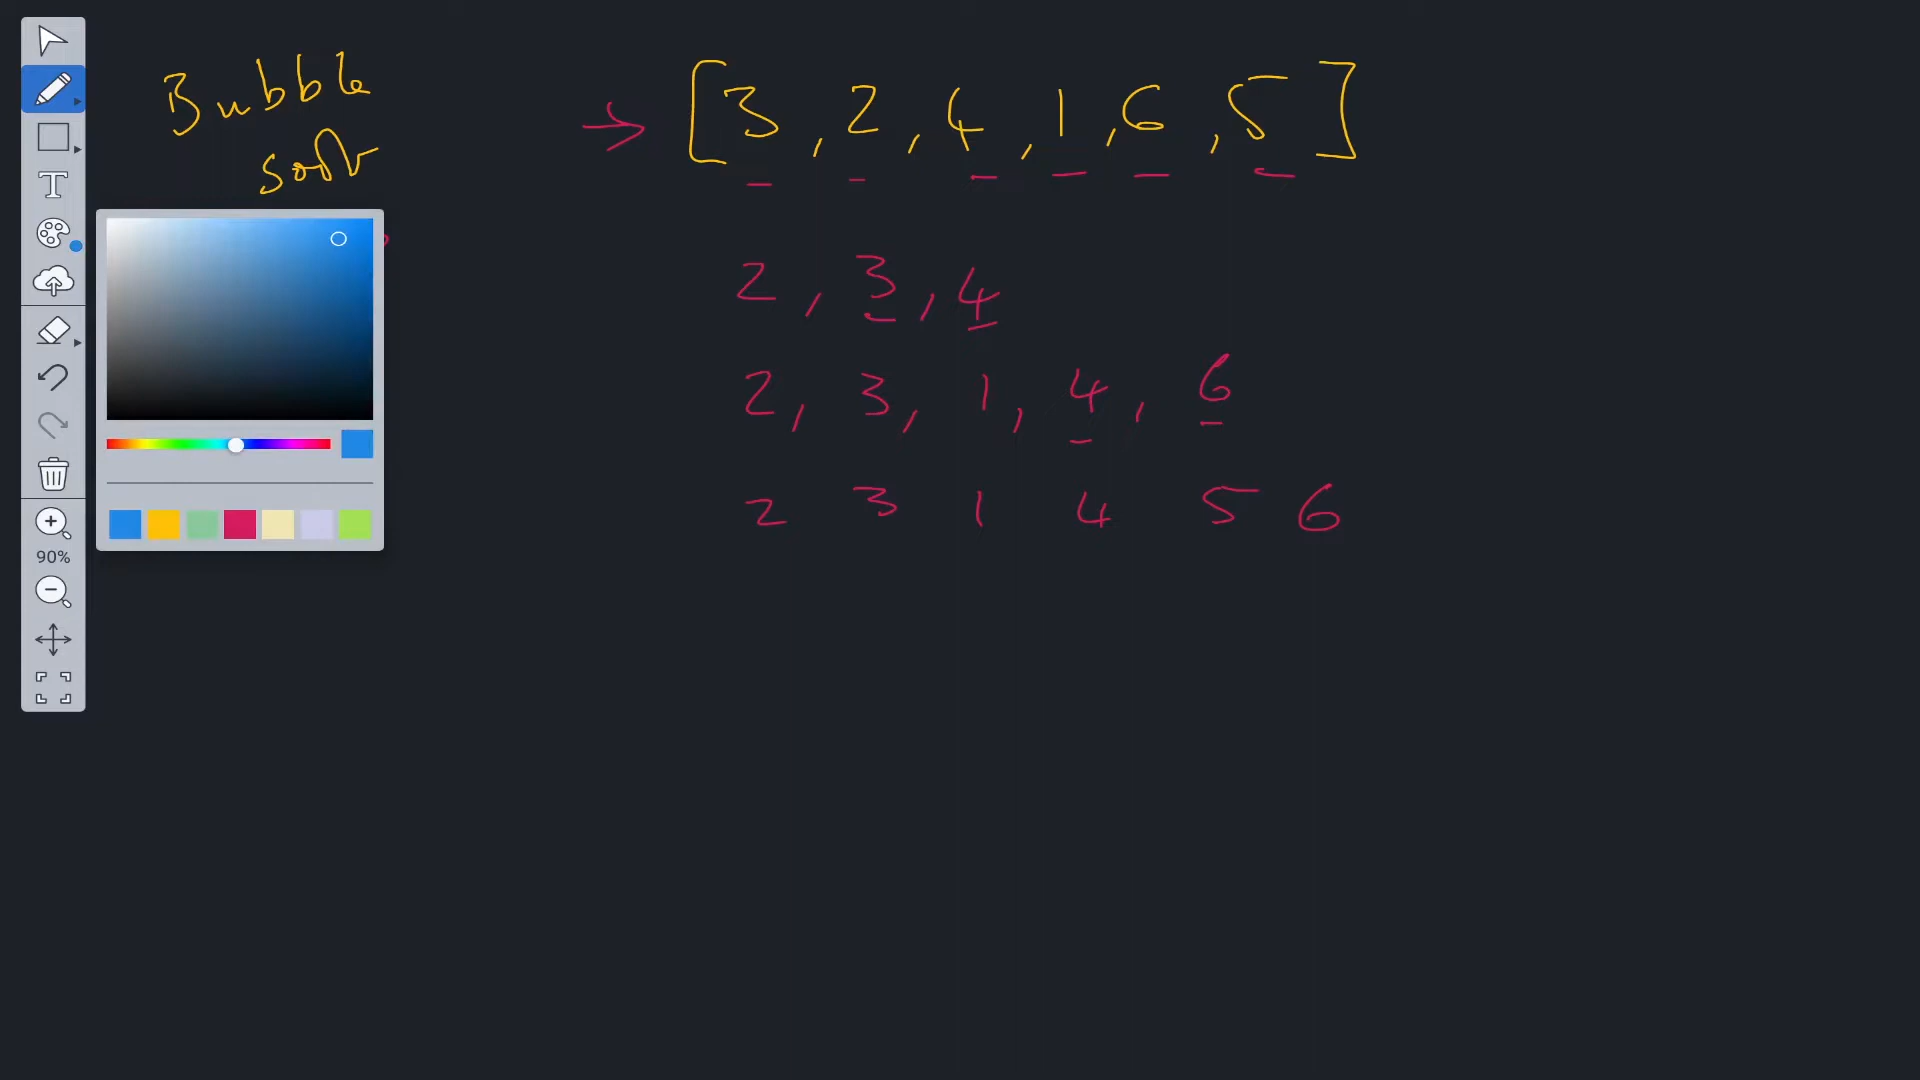 Bubble
sort
[3, 2, 4, 1, 6, 5]
2, 3, 4
2, 3, 1, 4, 6
2 3 1 4 5 6
T
90%